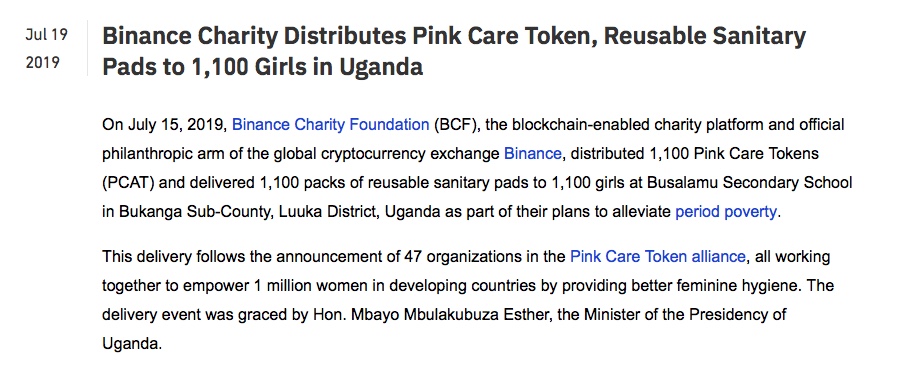 Jul 19
2019
Binance Charity Distributes Pink Care Token, Reusable Sanitary
Pads to 1,100 Girls in Uganda
On July 15, 2019, Binance Charity Foundation (BCF), the blockchain-enabled charity platform and official
philanthropic arm of the global cryptocurrency exchange Binance, distributed 1,100 Pink Care Tokens
(PCAT) and delivered 1,100 packs of reusable sanitary pads to 1,100 girls at Busalamu Secondary School
in Bukanga Sub-County, Luuka District, Uganda as part of their plans to alleviate period poverty.
This delivery follows the announcement of 47 organizations in the Pink Care Token alliance, all working
together to empower 1 million women in developing countries by providing better feminine hygiene. The
delivery event was graced by Hon. Mbayo Mbulakubuza Esther, the Minister of the Presidency of
Uganda.